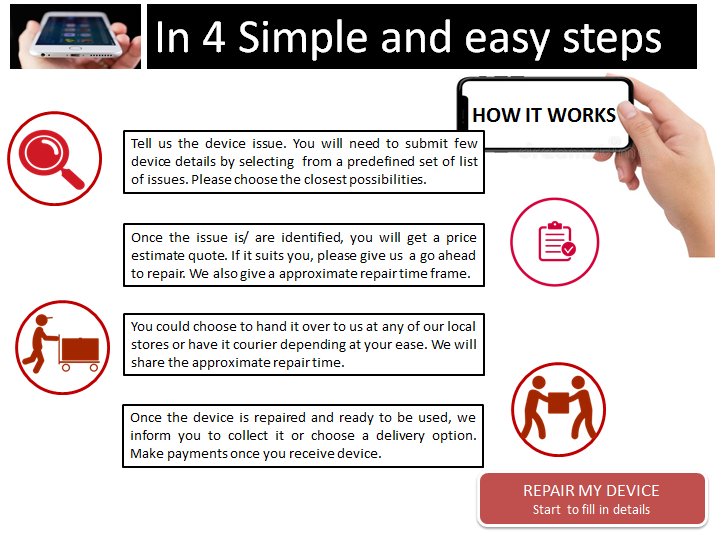 In 4 Simple and easy steps
HOW IT WORKS
Tell us the device issue. You will need to submit few
device details by selecting from a predefined set of list
of issues. Please choose the closest possibilities.
Once the issue is/ are identified, you will get a price
estimate quote. If it suits you, please give us a go ahead
to repair. We also give a approximate repair time frame.
You could choose to hand it over to us at any of our local
stores or have it courier depending at your ease. We will
share the approximate repair time.
Once the device is repaired and ready to be used, we
inform you to collect it or choose a delivery option.
Make payments once you receive device.
REPAIR MY DEVICE
Start to fill in details